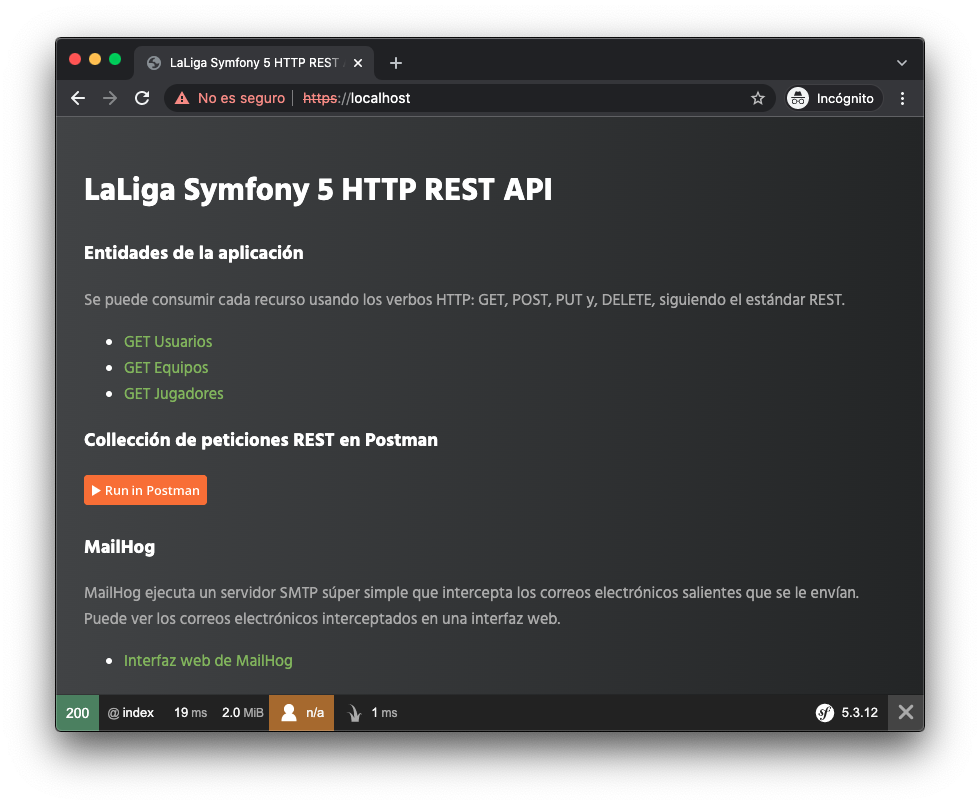 LaLiga Symfony 5 HTTP REST
No es seguro
https://localhost
Incógnito
LaLiga Symfony 5 HTTP REST API
Entidades de la aplicación
Se puede consumir cada recurso usando los verbos HTTP: GET, POST, PUT y, DELETE, siguiendo el estándar REST.
GET Usuarios
GET Equipos
GET Jugadores
Collección de peticiones REST en Postman
Run in Postman
MailHog
MailHog ejecuta un servidor SMTP súper simple que intercepta los correos electrónicos salientes que se le envían.
Puede ver los correos electrónicos interceptados en una interfaz web.
Interfaz web de MailHog
200 @ index 19 ms 2.0 MiB n/a 1 ms sf 5.3.12